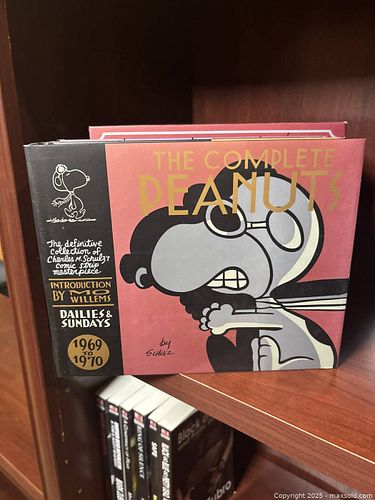 THE COMPLETE
PEANUTS
The definitive
collection of
Charles M. Schulz's
comic strip
masterpiece
INTRODUCTION
BY MO
WILLEMS
DAILIES &
SUNDAYS
1969
TO
1970
by
SCHULZ
Black
Copyright 2025 - maxsold.com